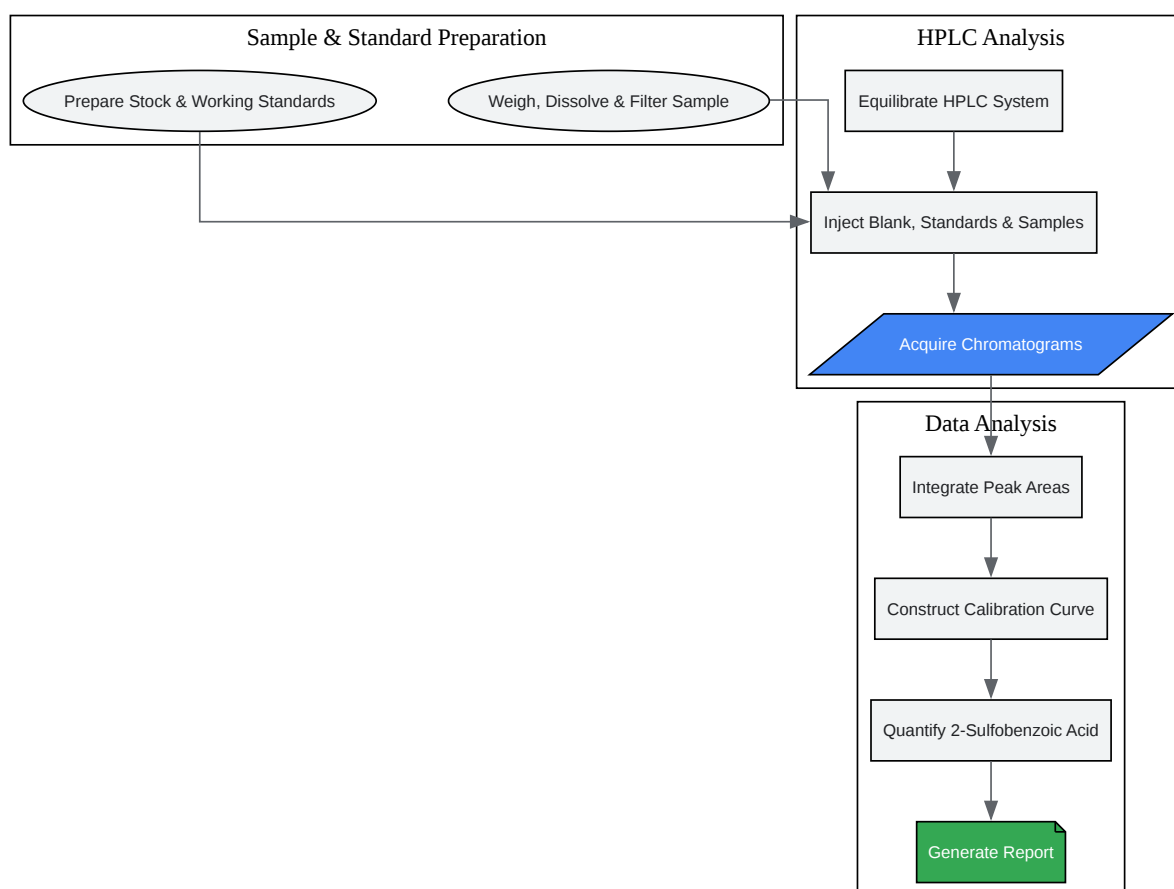 Sample & Standard Preparation
Prepare Stock & Working Standards
Weigh, Dissolve & Filter Sample
HPLC Analysis
Equilibrate HPLC System
Inject Blank, Standards & Samples
Acquire Chromatograms
Data Analysis
Integrate Peak Areas
Construct Calibration Curve
Quantify 2-Sulfobenzoic Acid
Generate Report